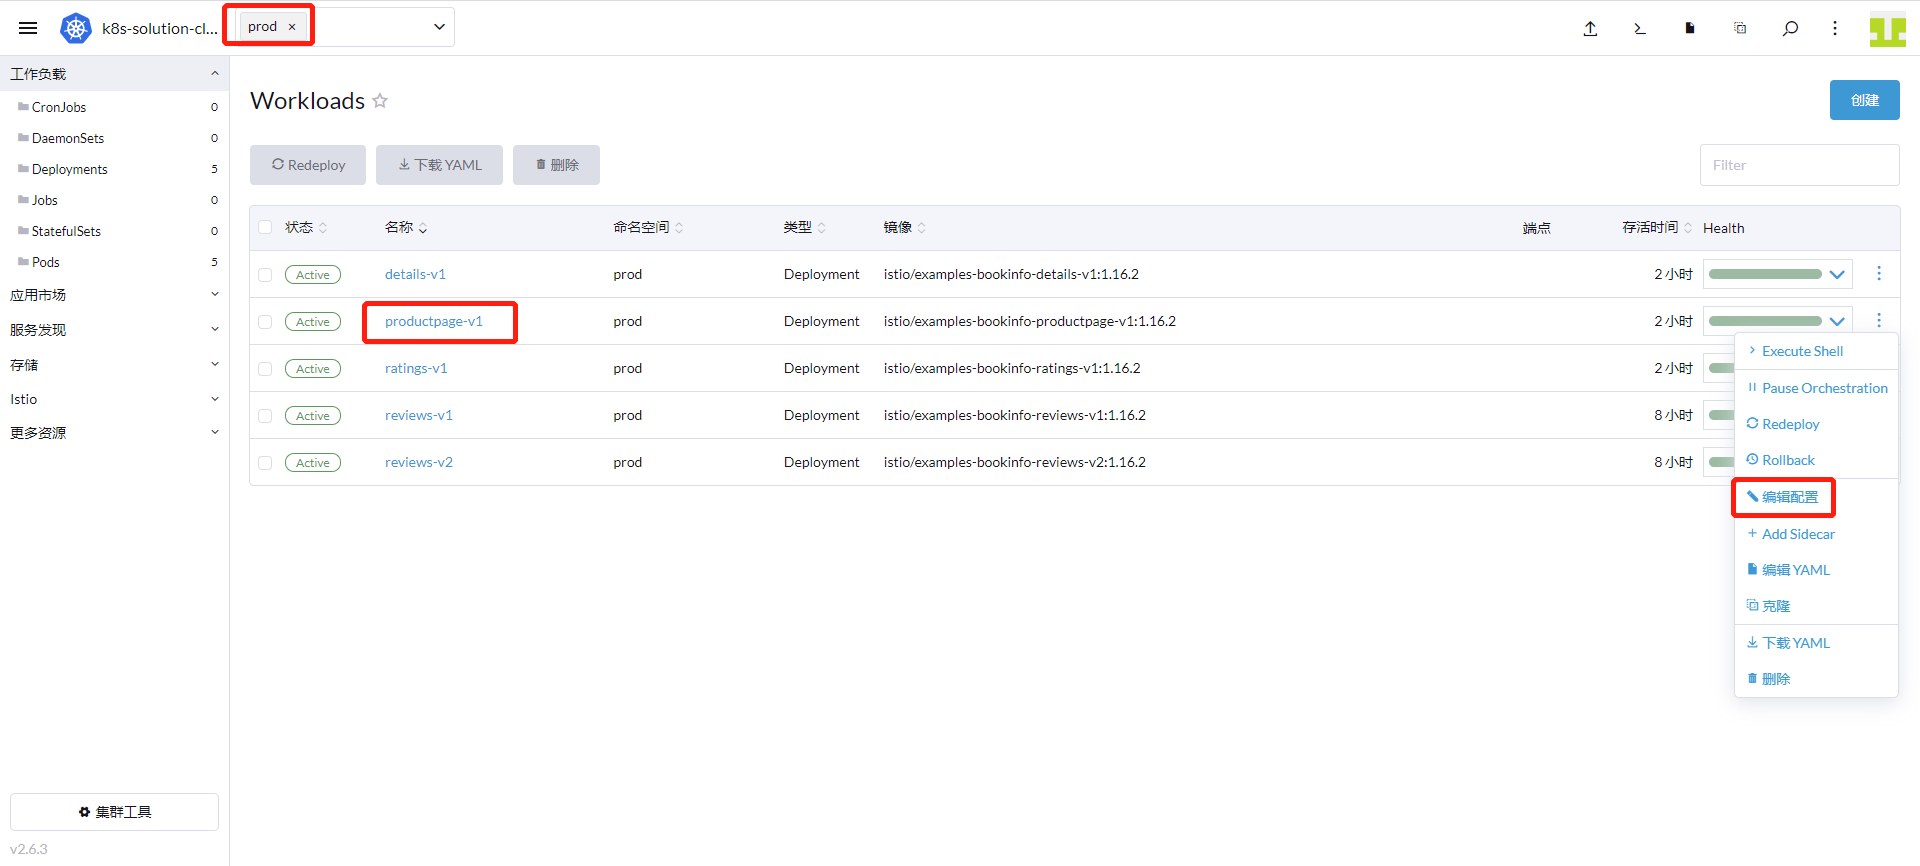 k8s-solution-cl...
prod ×
工作负载
CronJobs 0
DaemonSets 0
Deployments 5
Jobs 0
StatefulSets 0
Pods 5
应用市场
服务发现
存储
Istio
更多资源
集群工具
v2.6.3
Workloads
创建
Redeploy
下载 YAML
删除
Filter
状态 名称 命名空间 类型 镜像 端点 存活时间 Health
Active details-v1 prod Deployment istio/examples-bookinfo-details-v1:1.16.2 2 小时
Active productpage-v1 prod Deployment istio/examples-bookinfo-productpage-v1:1.16.2 2 小时
Active ratings-v1 prod Deployment istio/examples-bookinfo-ratings-v1:1.16.2 2 小时
Active reviews-v1 prod Deployment istio/examples-bookinfo-reviews-v1:1.16.2 8 小时
Active reviews-v2 prod Deployment istio/examples-bookinfo-reviews-v2:1.16.2 8 小时
Execute Shell
Pause Orchestration
Redeploy
Rollback
编辑配置
Add Sidecar
编辑 YAML
克隆
下载 YAML
删除